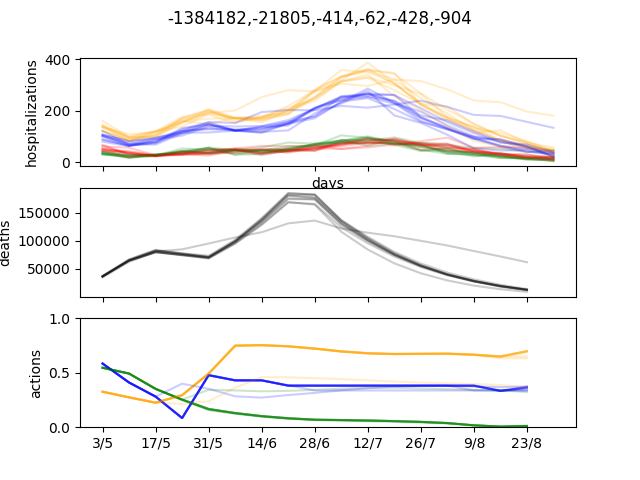 -1384182,-21805,-414,-62,-428,-904
hospitalizations
400
200
0
days
deaths
150000
100000
50000
actions
1.0
0.5
0.0
3/5 17/5 31/5 14/6 28/6 12/7 26/7 9/8 23/8